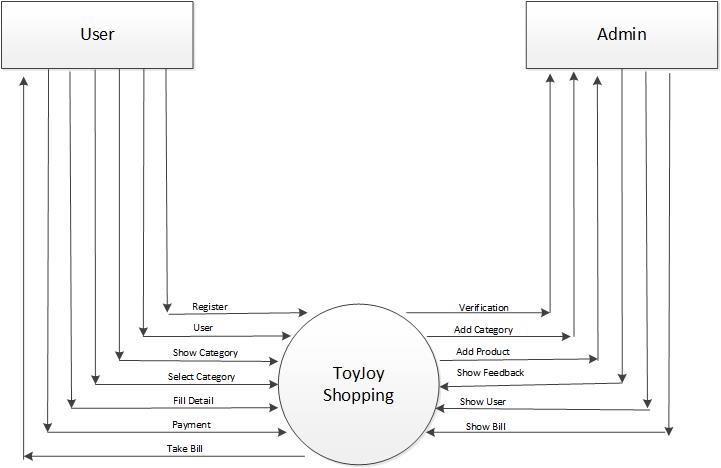 User
Admin
Register
Verification
User
Add Category
Show Category
Add Product
Select Category
Show Feedback
Fill Detail
Show User
Payment
Show Bill
Take Bill
ToyJoy
Shopping